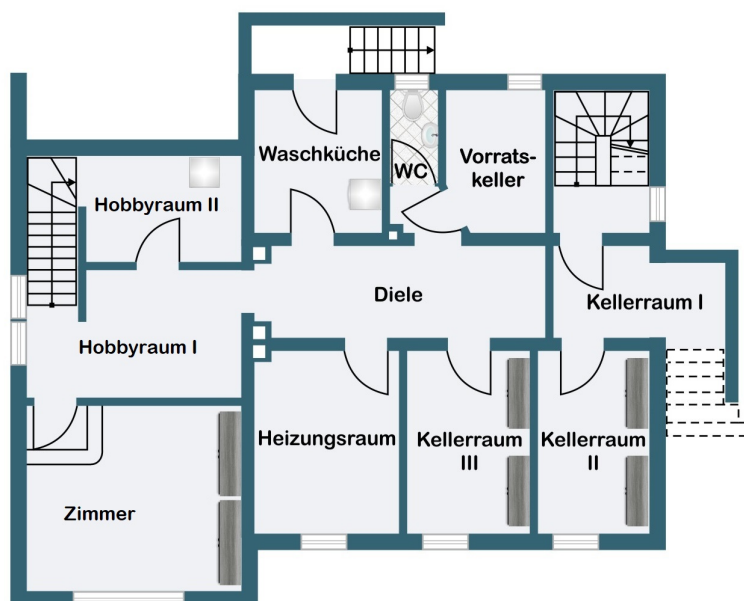 Waschküche
WC
Vorrats-
keller
Hobbyraum II
Diele
Kellerraum I
Hobbyraum I
Heizungsraum
Kellerraum
III
Kellerraum
II
Zimmer